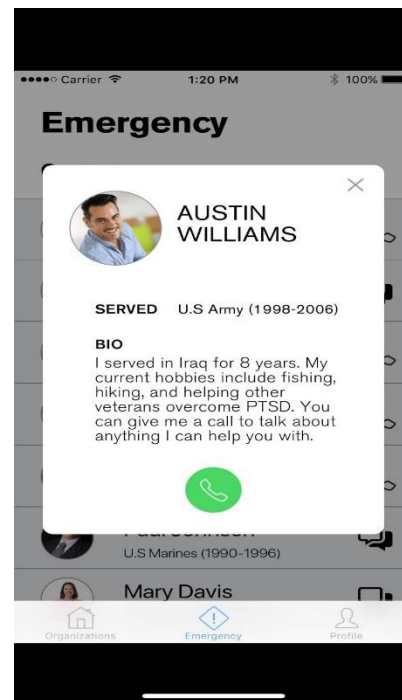 Carrier 1:20 PM 100%
Emergency
AUSTIN
WILLIAMS
SERVED U.S Army (1998-2006)
BIO
I served in Iraq for 8 years. My
current hobbies include fishing,
hiking, and helping other
veterans overcome PTSD. You
can give me a call to talk about
anything I can help you with.
Paul Johnson
U.S Marines (1990-1996)
Mary Davis
Organizations Emergency Profile